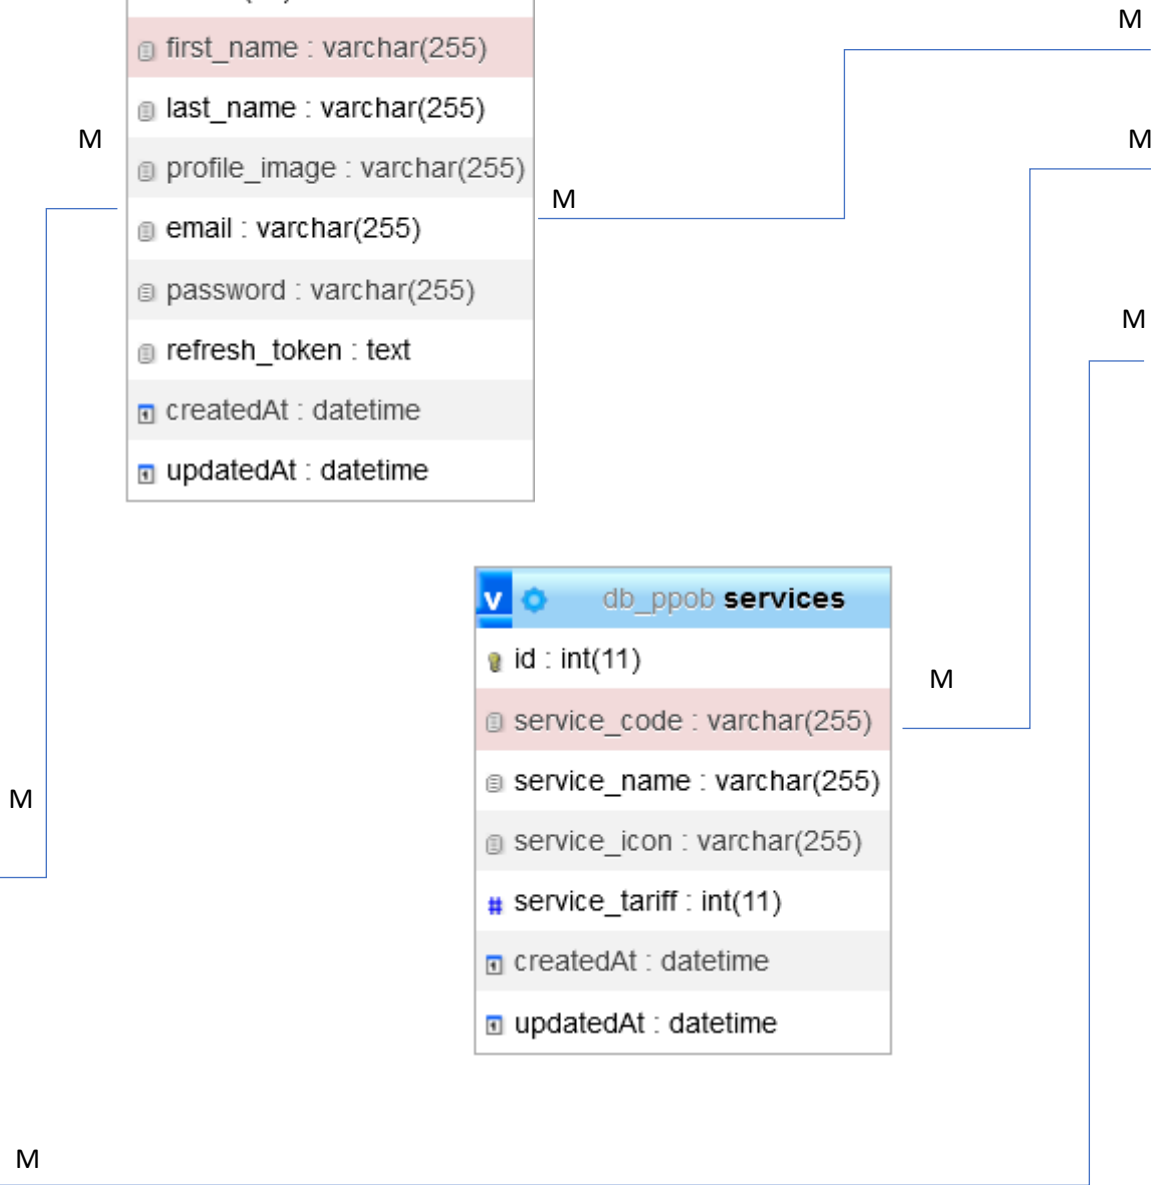 M
first_name : varchar(255)
last_name : varchar(255)
M
M
profile_image : varchar(255)
M
email : varchar(255)
password : varchar(255)
M
refresh_token : text
createdAt : datetime
updatedAt : datetime
v db_ppob services
id : int(11)
M
service_code : varchar(255)
service_name : varchar(255)
M
service_icon : varchar(255)
# service_tariff : int(11)
createdAt : datetime
updatedAt : datetime
M